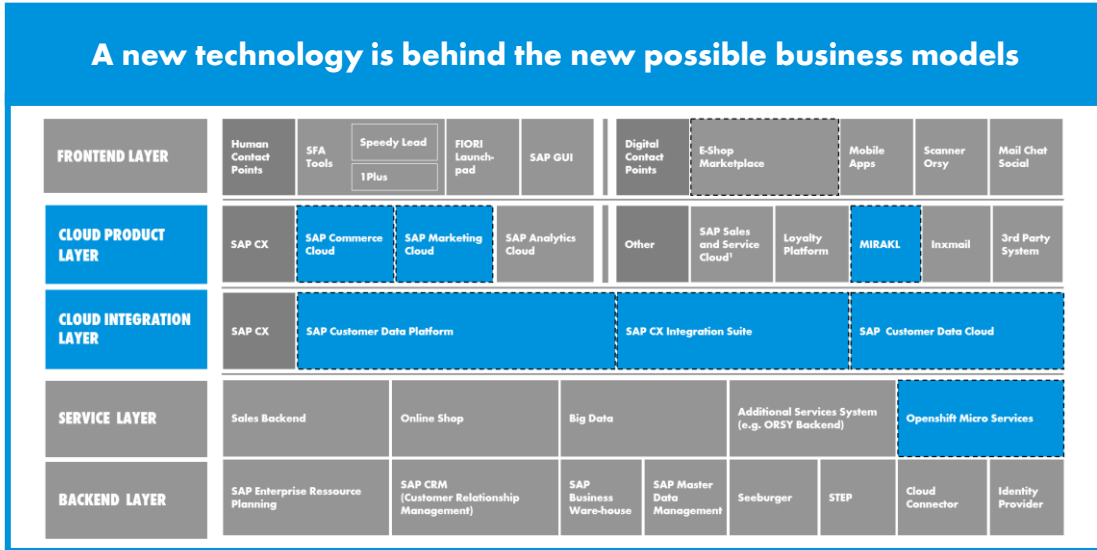 A new technology is behind the new possible business models
FRONTEND LAYER
Human
Contact
Points
SFA
Tools
Speedy Lead
1Plus
FIORI
Launch-
pad
SAP GUI
Digital
Contact
Points
E-Shop
Marketplace
Mobile
Apps
Scanner
Orsy
Mail Chat
Social
CLOUD PRODUCT
LAYER
SAP CX
SAP Commerce
Cloud
SAP Marketing
Cloud
SAP Analytics
Cloud
Other
SAP Sales
and Service
Cloud¹
Loyalty
Platform
MIRAKL
Inxmail
3rd Party
System
CLOUD INTEGRATION
LAYER
SAP CX
SAP Customer Data Platform
SAP CX Integration Suite
SAP Customer Data Cloud
SERVICE LAYER
Sales Backend
Online Shop
Big Data
Additional Services System
(e.g. ORSY Backend)
Openshift Micro Services
BACKEND LAYER
SAP Enterprise Ressource
Planning
SAP CRM
(Customer Relationship
Management)
SAP
Business
Ware-house
SAP Master
Data
Management
Seeburger
STEP
Cloud
Connector
Identity
Provider